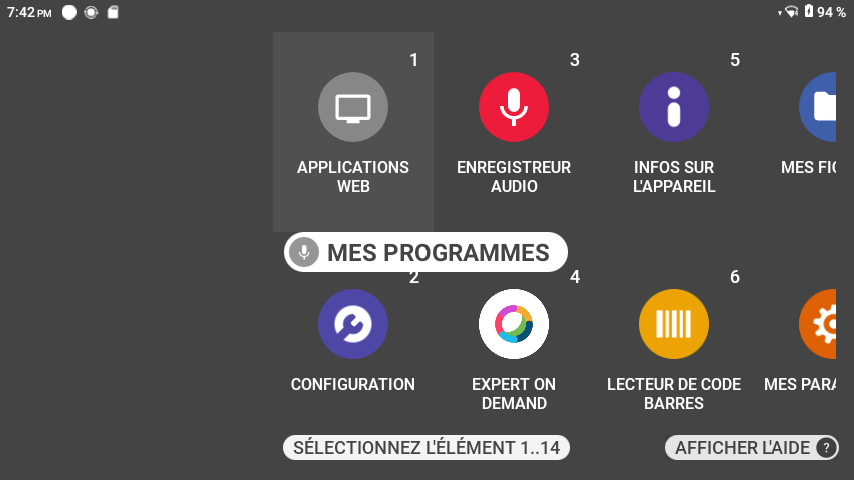 7:42 PM
94 %
1
3
5
APPLICATIONS
WEB
ENREGISTREUR
AUDIO
INFOS SUR
L'APPAREIL
MES FIC
MES PROGRAMMES
2
4
6
CONFIGURATION
EXPERT ON
DEMAND
LECTEUR DE CODE
BARRES
MES PARA
SÉLECTIONNEZ L'ÉLÉMENT 1..14
AFFICHER L'AIDE ?